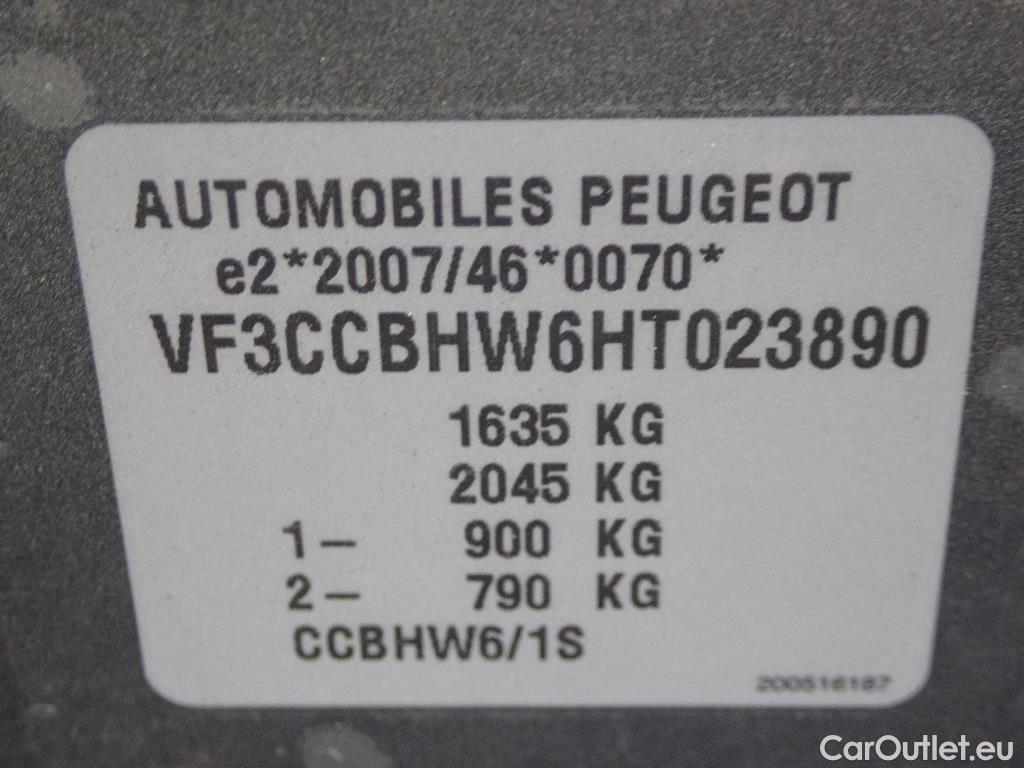 AUTOMOBILES PEUGEOT
e2*2007/46*0070*
VF3CCBHW6HT023890
1635 KG
2045 KG
1- 900 KG
2- 790 KG
CCBHW6/1S
200516187
CarOutlet.eu